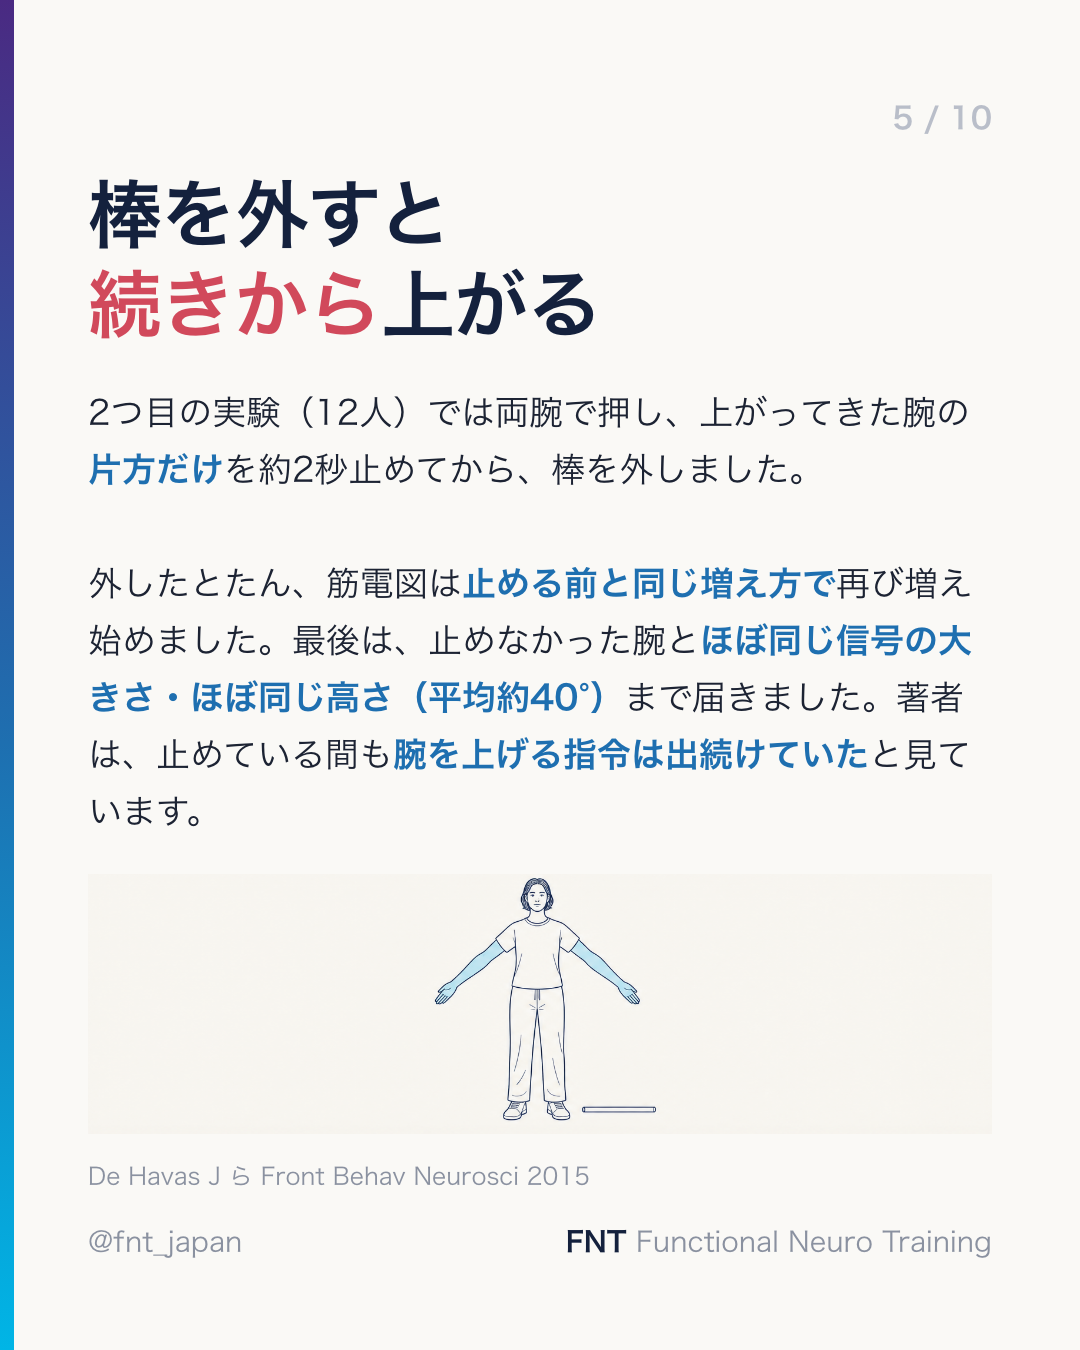 5 / 10
棒を外すと
続きから上がる
2つ目の実験（12人）では両腕で押し、上がってきた腕の
片方だけを約2秒止めてから、棒を外しました。
外したとたん、筋電図は止める前と同じ増え方で再び増え
始めました。最後は、止めなかった腕とほぼ同じ信号の大
きさ・ほぼ同じ高さ（平均約40°）まで届きました。著者
は、止めている間も腕を上げる指令は出続けていたと見て
います。
De Havas J ら Front Behav Neurosci 2015
@fnt_japan
FNT Functional Neuro Training